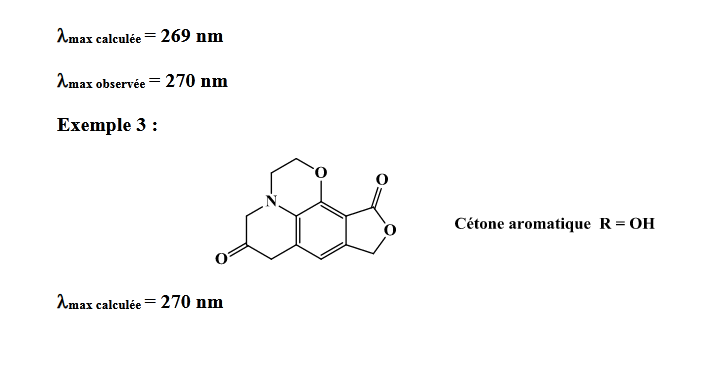 λmax calculée = 269 nm
λmax observée = 270 nm
Exemple 3 :
O
O
N
O
O
Cétone aromatique R = OH
λmax calculée = 270 nm